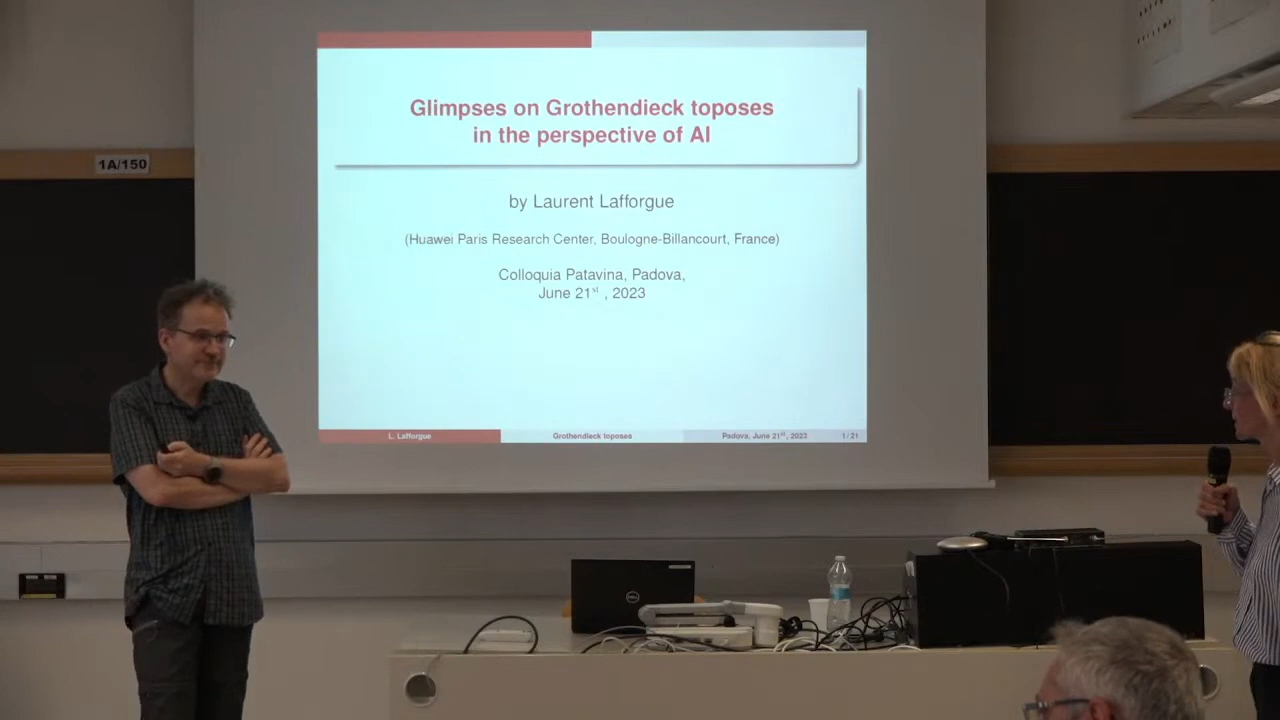 1A/150
Glimpses on Grothendieck toposes
in the perspective of AI
by Laurent Lafforgue
(Huawei Paris Research Center, Boulogne-Billancourt, France)
Colloquia Patavina, Padova,
June 21st , 2023
L. Lafforgue
Grothendieck toposes
Padova, June 21st, 2023
1 / 21
DELL